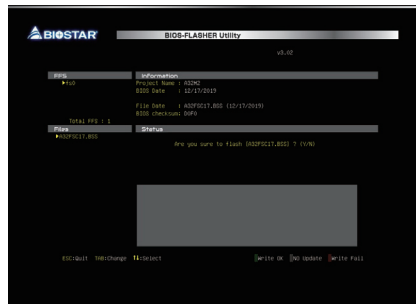 BIOSTAR
BIOS-FLASHER Utility
v3.02
FPS
fs0
Total FPS : 1
Files
A32FSC17.BSS
Information
Project Name : A32M2
BIOS Date : 12/17/2019
File Date : A32FSC17.BSS (12/17/2019)
BIOS checksum: D0F0
Status
Are you sure to flash (A32FSC17.BSS) ? (Y/N)
ESC:Quit TAB:Change ↑↓:Select
Write OK NO Update Write Fail